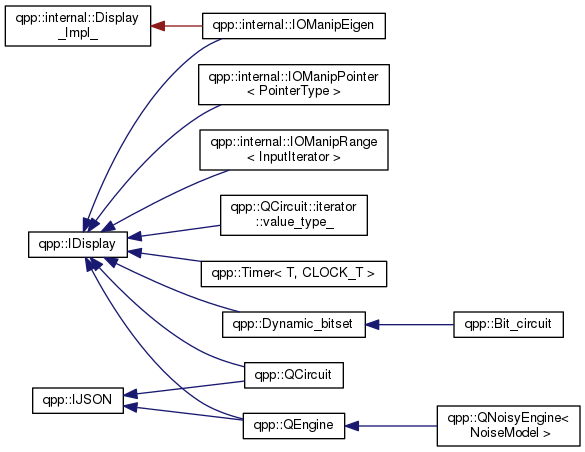 qpp::internal::Display
_Impl_
qpp::internal::IOManipEigen
qpp::internal::IOManipPointer
< PointerType >
qpp::internal::IOManipRange
< InputIterator >
qpp::QCircuit::iterator
::value_type_
qpp::IDisplay
qpp::Timer< T, CLOCK_T >
qpp::Dynamic_bitset
qpp::Bit_circuit
qpp::QCircuit
qpp::IJSON
qpp::QEngine
qpp::QNoisyEngine<
NoiseModel >